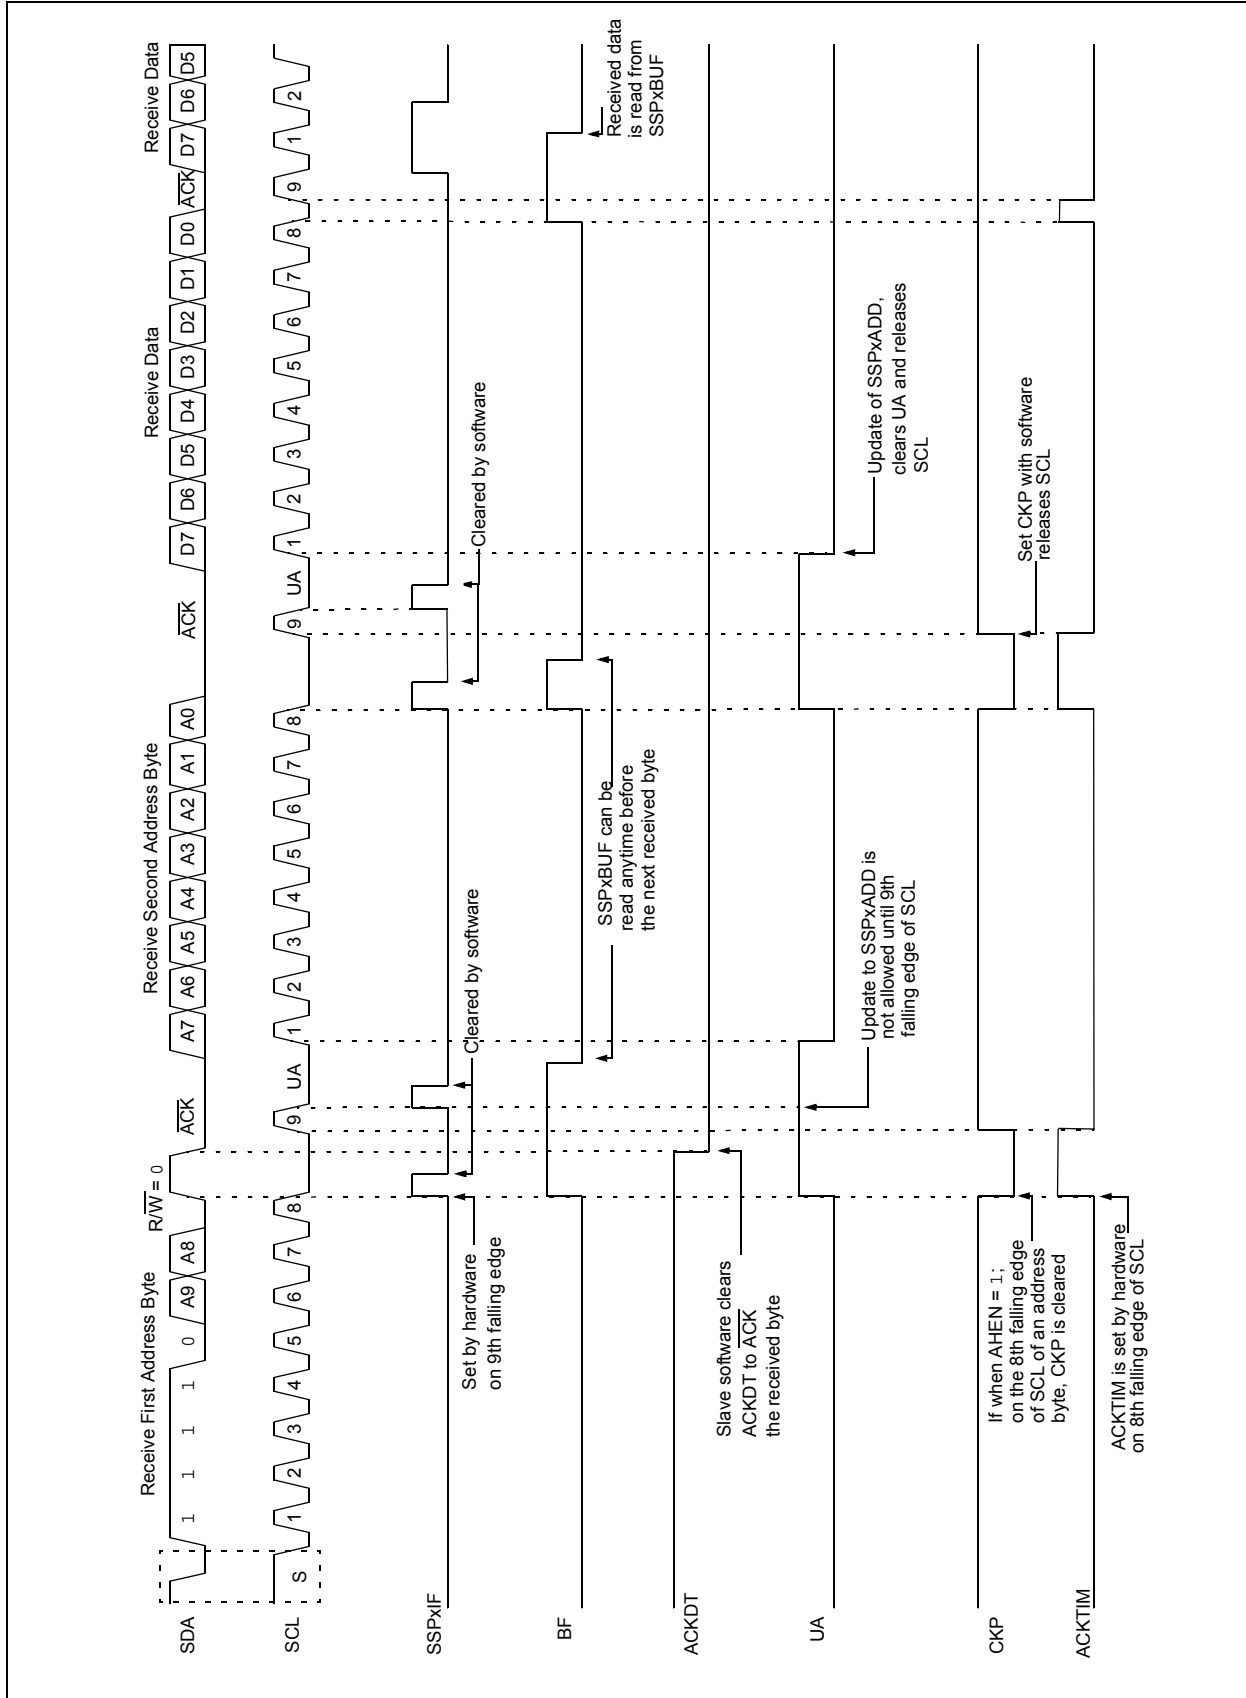 Receive First Address Byte
R/W = 0
Receive Second Address Byte
Receive Data
Receive Data
SDA
1 1 1 1 0 A9 A8
ACK
A7 A6 A5 A4 A3 A2 A1 A0
ACK
D7 D6 D5 D4 D3 D2 D1 D0
ACK
D7 D6 D5
SCL
S
1 2 3 4 5 6 7 8 9 UA
1 2 3 4 5 6 7 8 9 UA
1 2 3 4 5 6 7 8 9
1 2
SSPxIF
Set by hardware
on 9th falling edge
Cleared by software
Cleared by software
BF
SSPxBUF can be
read anytime before
the next received byte
Received data
is read from
SSPxBUF
ACKDT
Slave software clears
ACKDT to ACK
the received byte
UA
Update to SSPxADD is
not allowed until 9th
falling edge of SCL
Update of SSPxADD,
clears UA and releases
SCL
CKP
If when AHEN = 1;
on the 8th falling edge
of SCL of an address
byte, CKP is cleared
Set CKP with software
releases SCL
ACKTIM
ACKTIM is set by hardware
on 8th falling edge of SCL